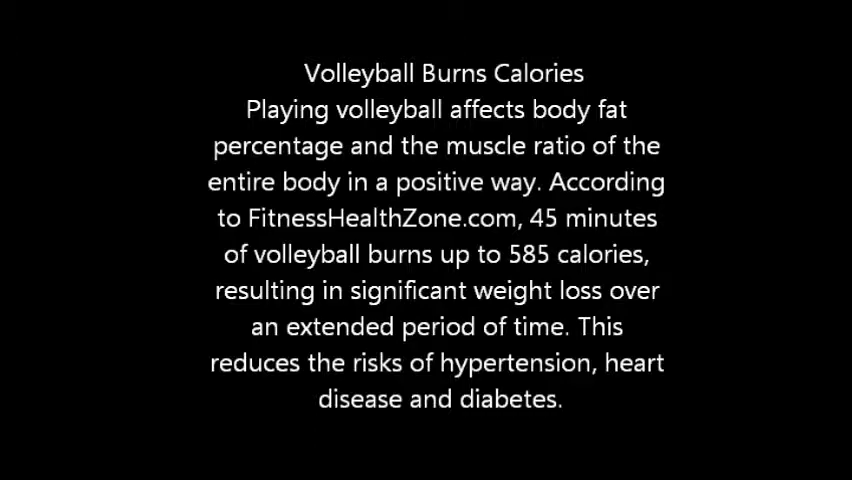 Volleyball Burns Calories
Playing volleyball affects body fat
percentage and the muscle ratio of the
entire body in a positive way. According
to FitnessHealthZone.com, 45 minutes
of volleyball burns up to 585 calories,
resulting in significant weight loss over
an extended period of time. This
reduces the risks of hypertension, heart
disease and diabetes.